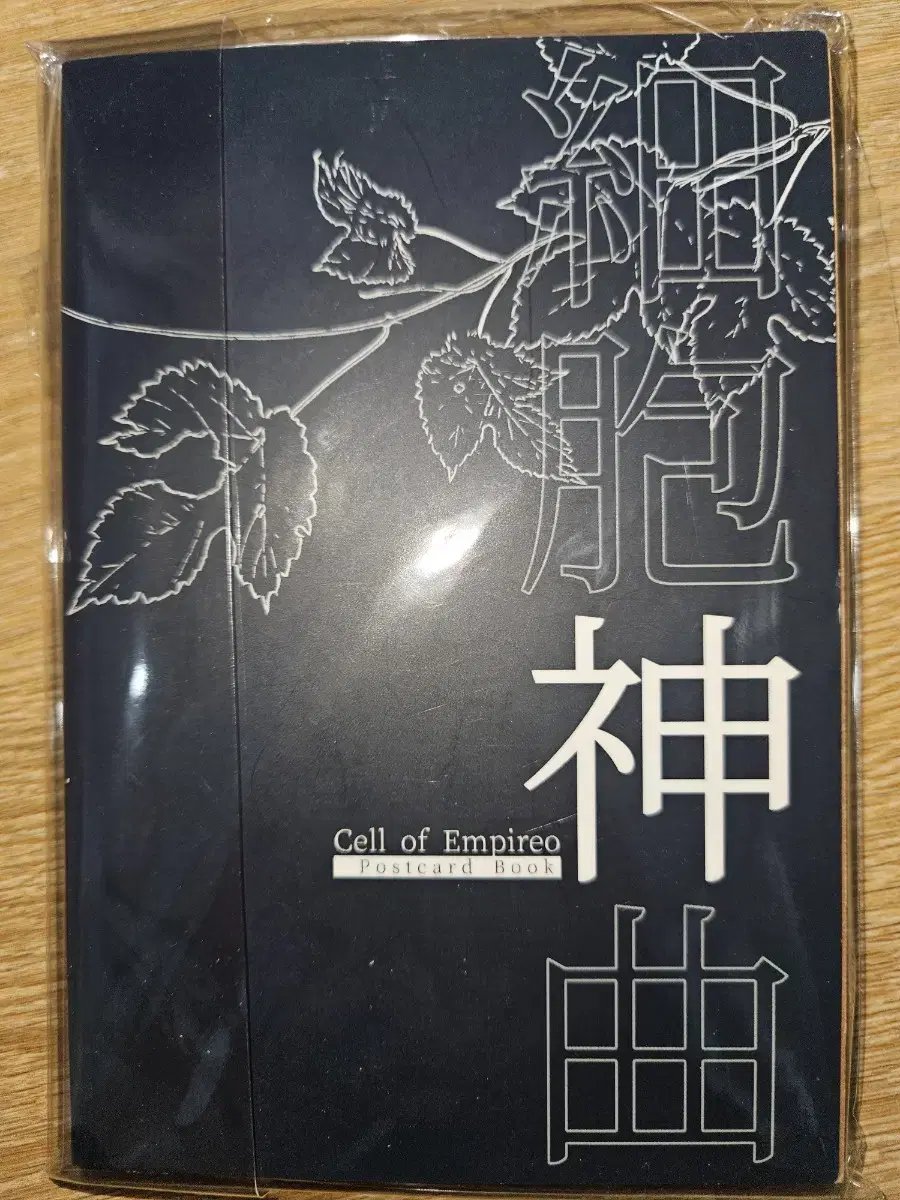 細胞神曲
Cell of Empireo
Postcard Book